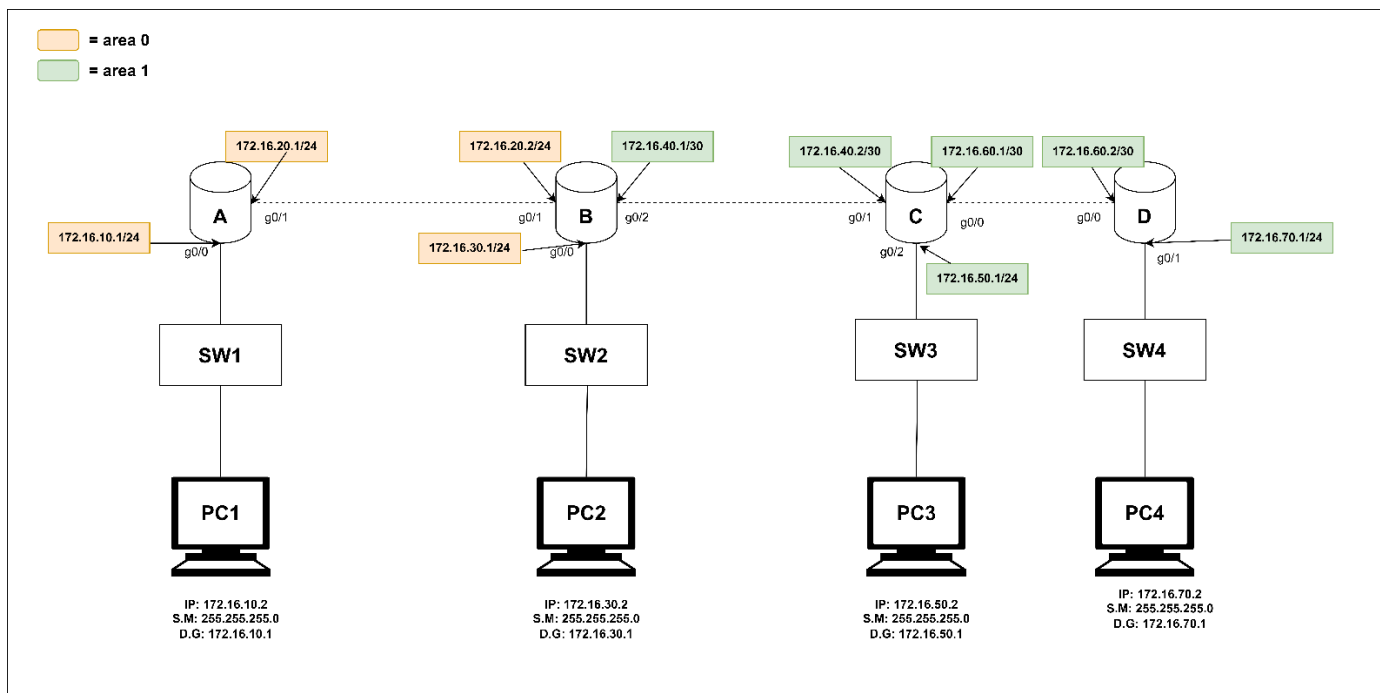 = area 0
= area 1
172.16.20.1/24
172.16.20.2/24
172.16.40.1/30
172.16.40.2/30
172.16.60.1/30
172.16.60.2/30
A
g0/1
g0/1
B
g0/2
g0/1
C
g0/0
g0/0
D
172.16.10.1/24
g0/0
172.16.30.1/24
g0/0
g0/2
172.16.50.1/24
g0/1
172.16.70.1/24
SW1
SW2
SW3
SW4
PC1
PC2
PC3
PC4
IP: 172.16.10.2
S.M: 255.255.255.0
D.G: 172.16.10.1
IP: 172.16.30.2
S.M: 255.255.255.0
D.G: 172.16.30.1
IP: 172.16.50.2
S.M: 255.255.255.0
D.G: 172.16.50.1
IP: 172.16.70.2
S.M: 255.255.255.0
D.G: 172.16.70.1